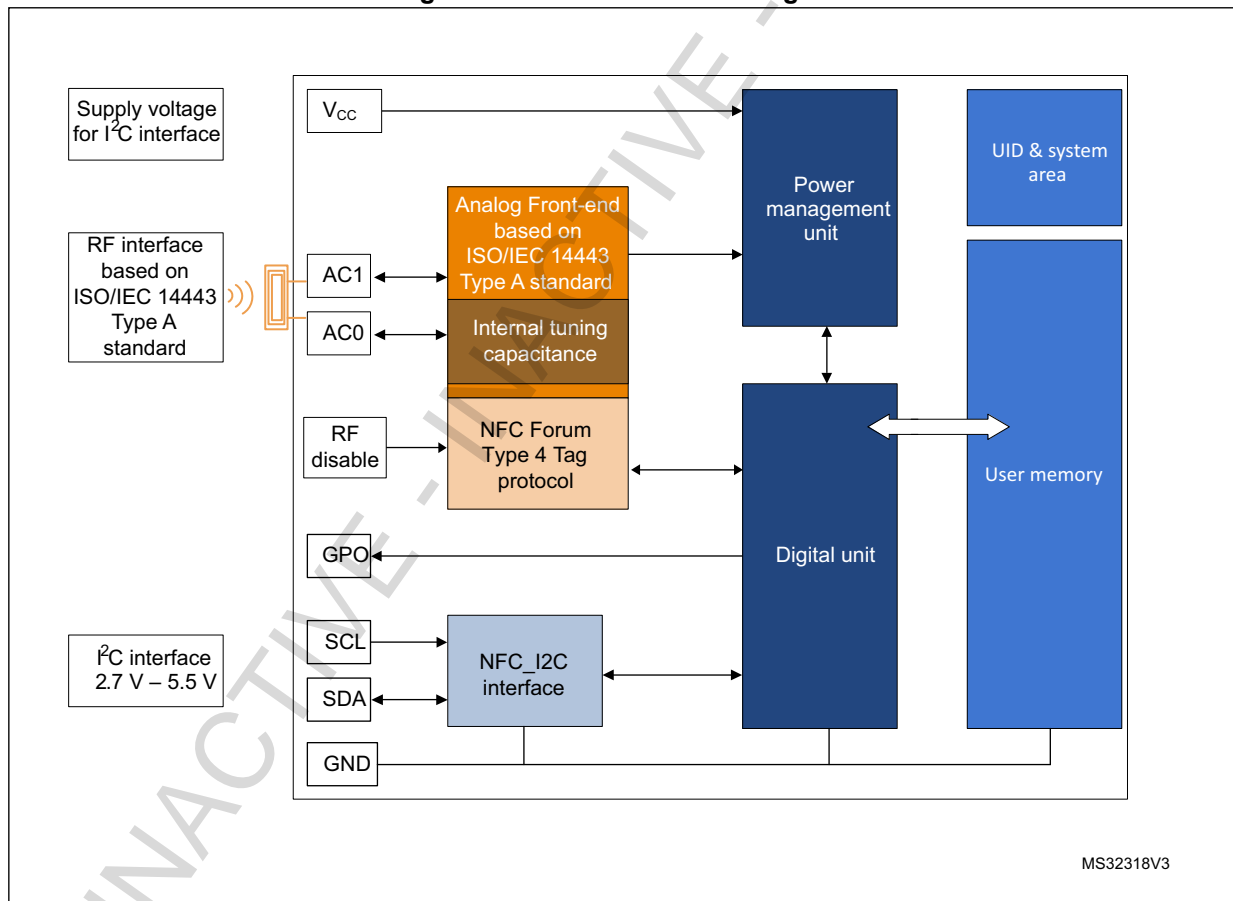 Supply voltage
for I²C interface
V_CC
UID & system
area
Power
management
unit
Analog Front-end
based on
ISO/IEC 14443
Type A standard
RF interface
based on
ISO/IEC 14443
Type A
standard
AC1
AC0
Internal tuning
capacitance
RF
disable
NFC Forum
Type 4 Tag
protocol
User memory
GPO
Digital unit
I²C interface
2.7 V – 5.5 V
SCL
SDA
NFC_I2C
interface
GND
MS32318V3
INACTIVE - INACTIVE -